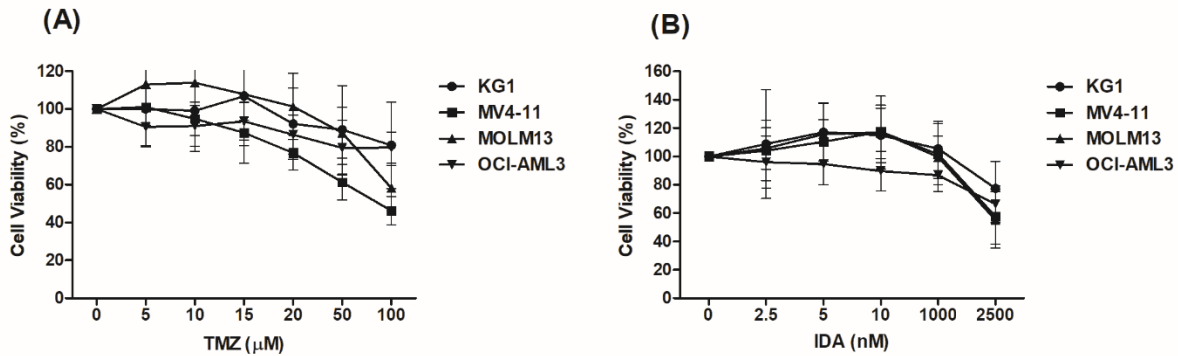 (A)
Cell Viability (%)
120
100
80
60
40
20
0
0 5 10 15 20 50 100
TMZ (μM)
KG1
MV4-11
MOLM13
OCI-AML3
(B)
Cell Viability (%)
160
140
120
100
80
60
40
20
0
0 2.5 5 10 1000 2500
IDA (nM)
KG1
MV4-11
MOLM13
OCI-AML3